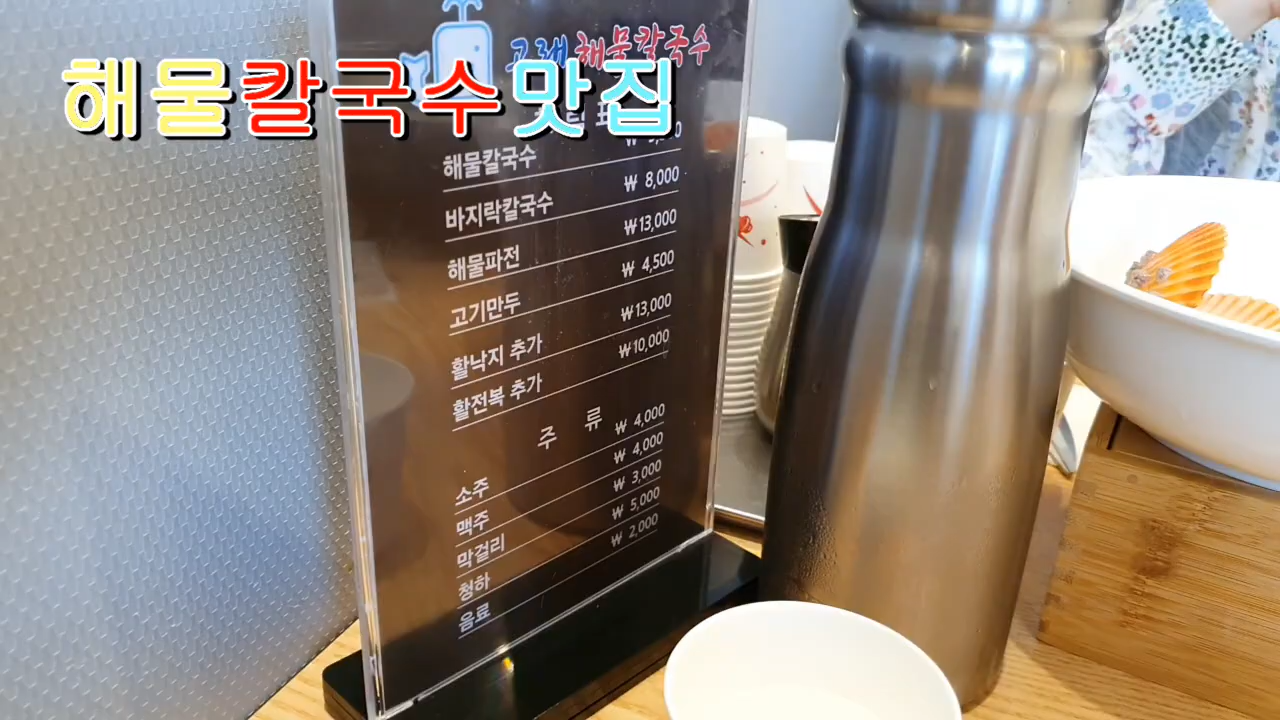 해물칼국수맛집
고래해물칼국수
해물칼국수
바지락칼국수 ₩ 8,000
해물파전 ₩13,000
고기만두 ₩ 4,500
활낙지 추가 ₩13,000
활전복 추가 ₩10,000
주 류
소주 ₩ 4,000
맥주 ₩ 4,000
막걸리 ₩ 3,000
청하 ₩ 5,000
음료 ₩ 2,000